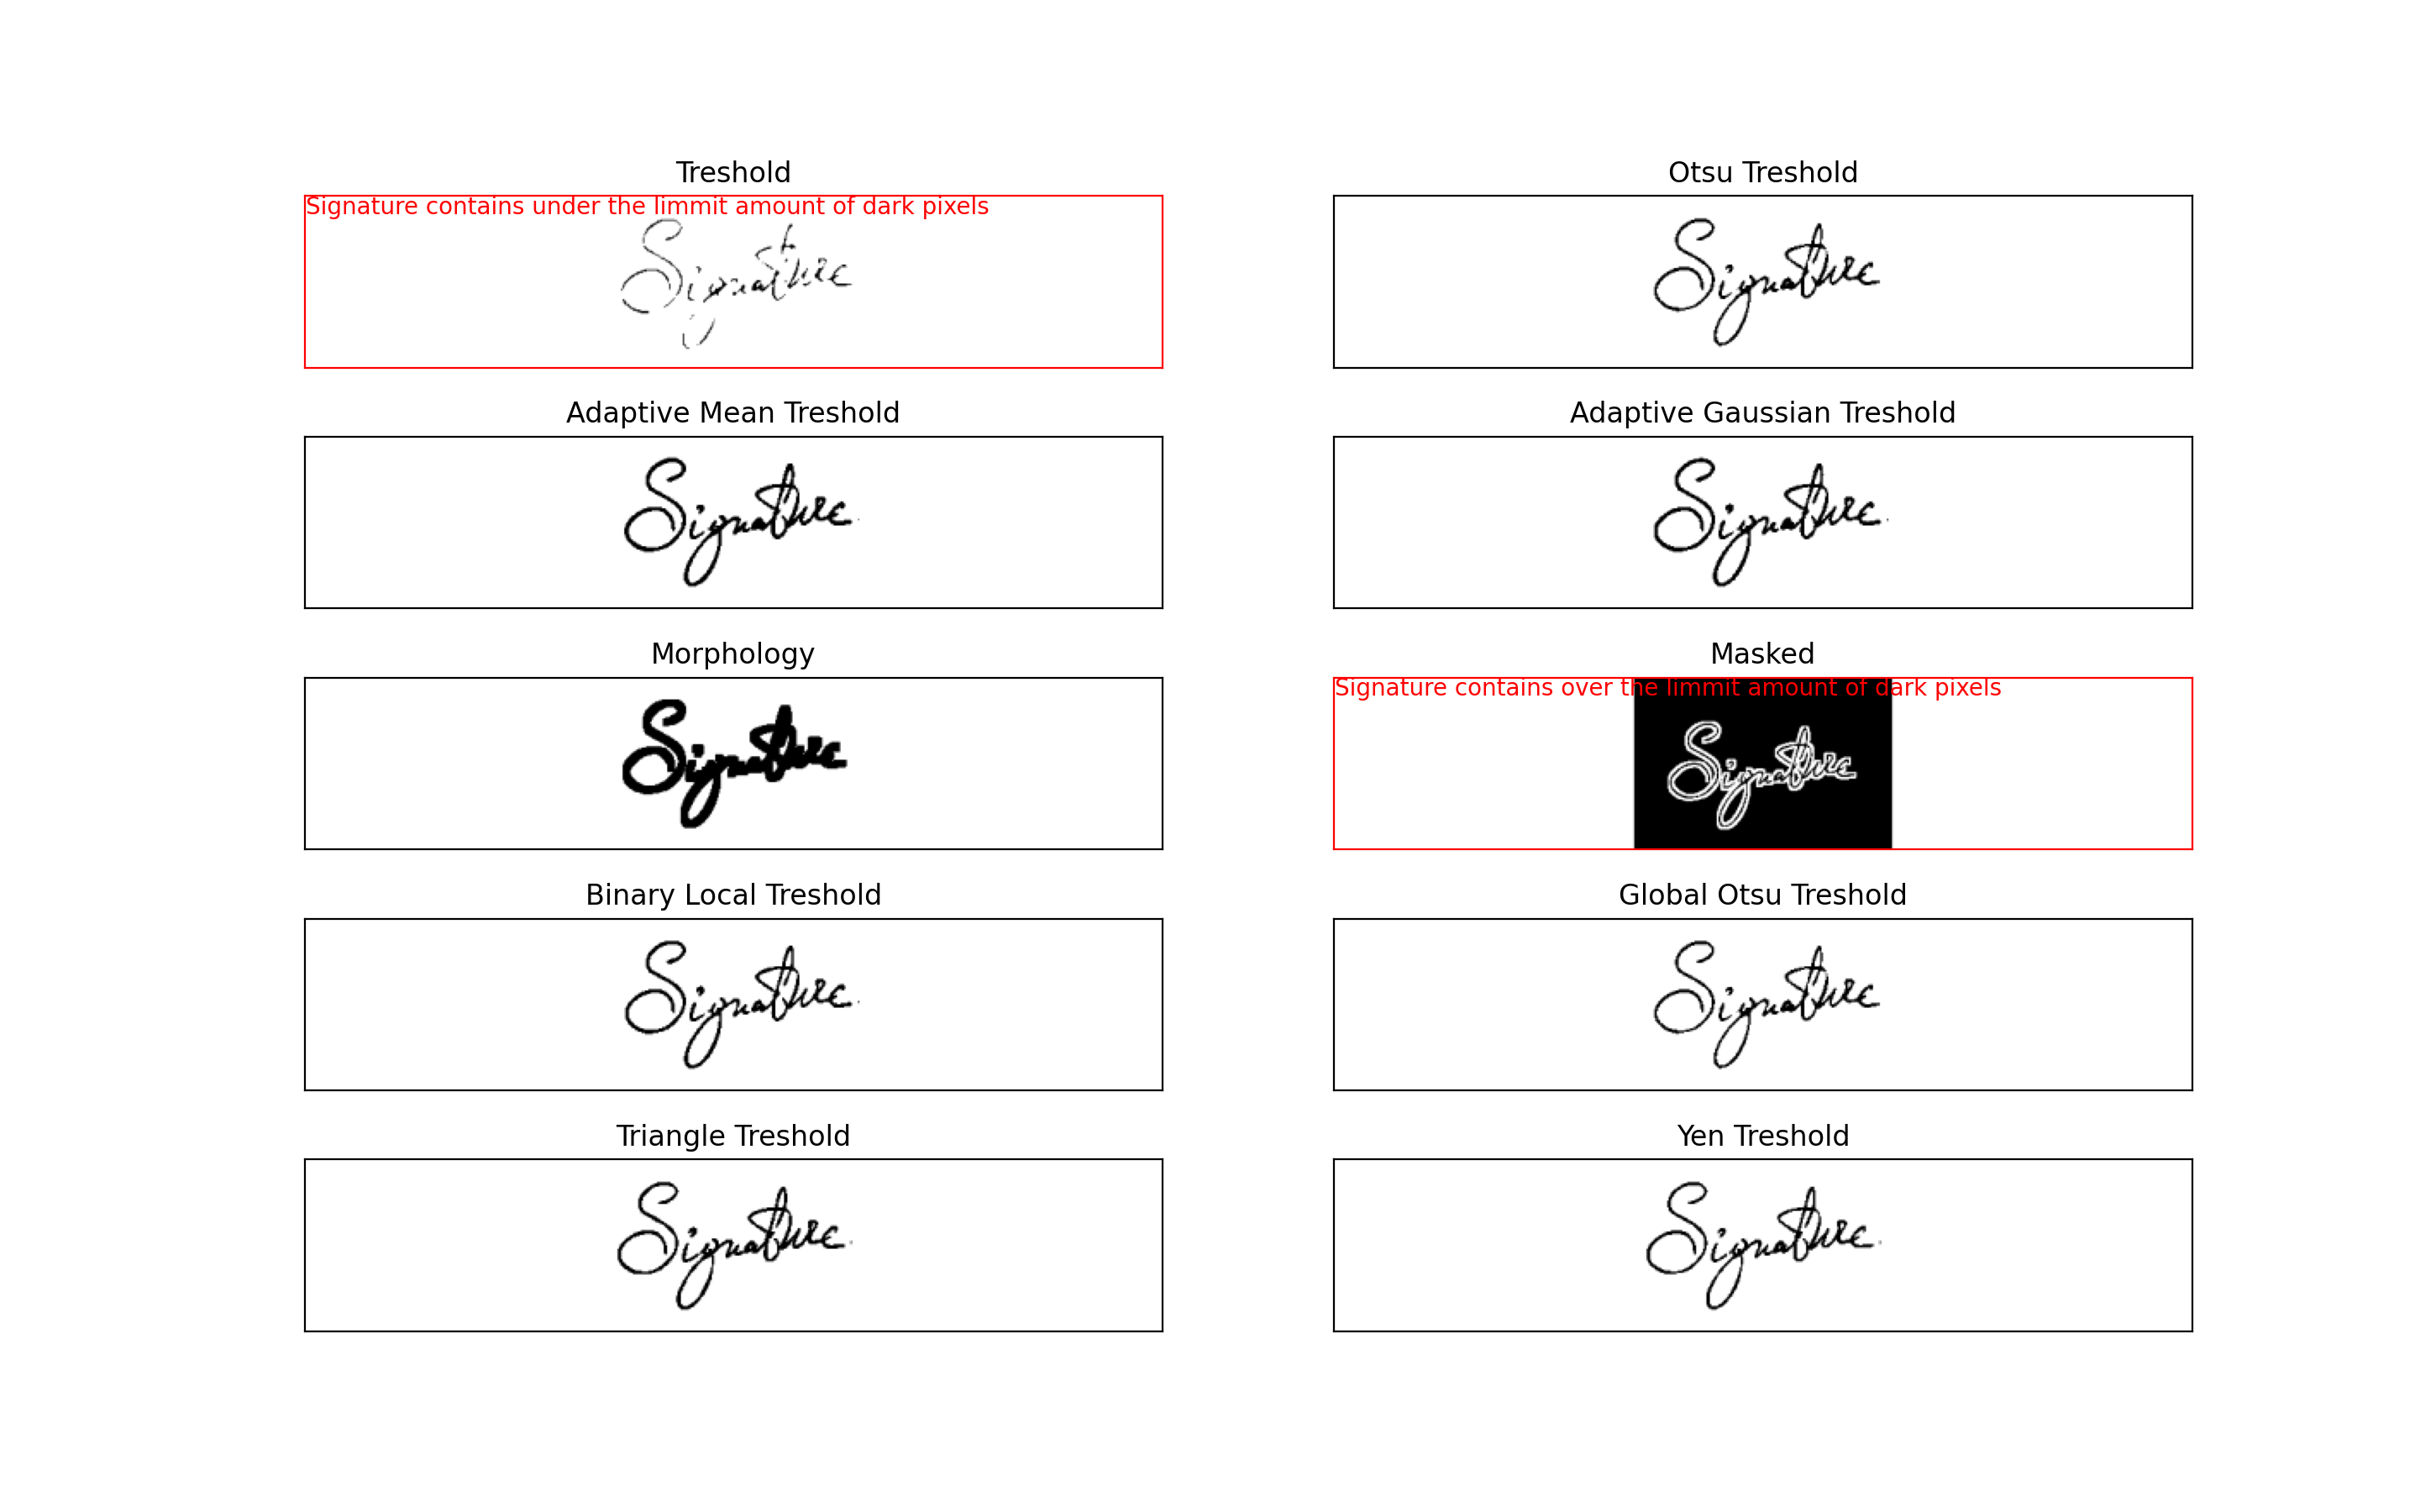 Treshold
Signature contains under the limmit amount of dark pixels
Signature
Otsu Treshold
Signature
Adaptive Mean Treshold
Signature
Adaptive Gaussian Treshold
Signature
Morphology
Signature
Masked
Signature contains over the limmit amount of dark pixels
Signature
Binary Local Treshold
Signature
Global Otsu Treshold
Signature
Triangle Treshold
Signature
Yen Treshold
Signature